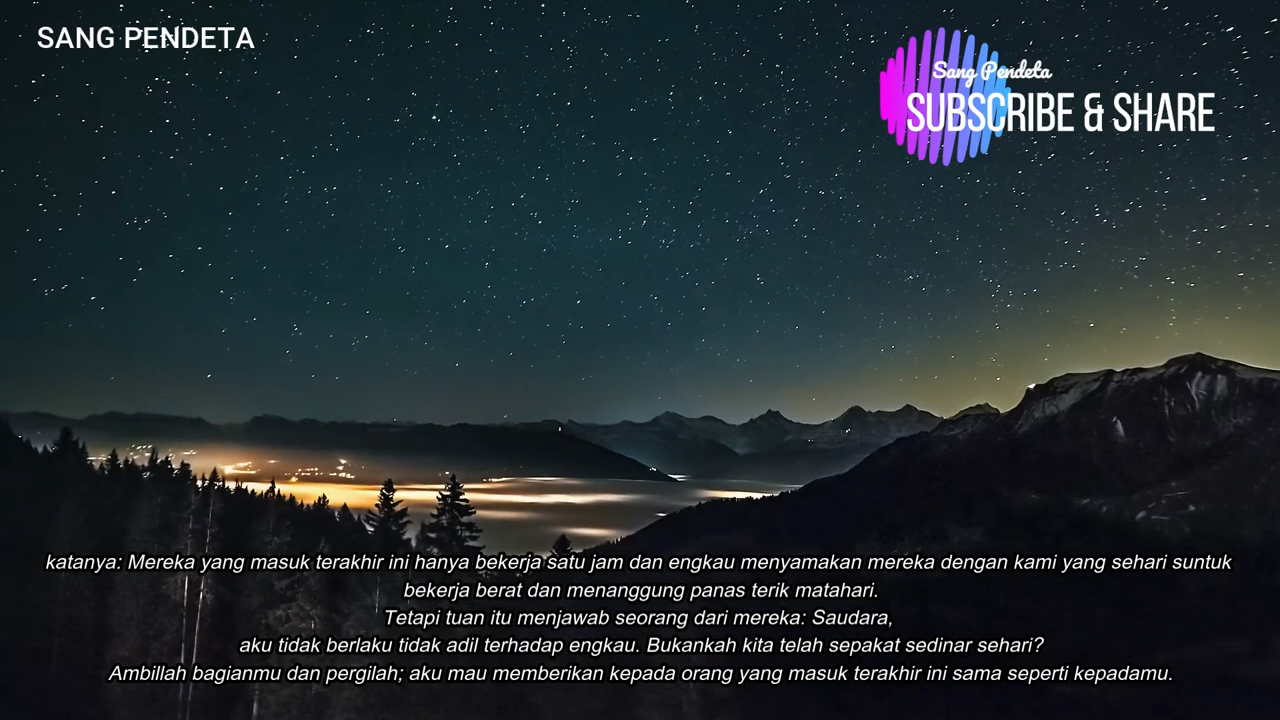 SANG PENDETA
Sang Pendeta
SUBSCRIBE & SHARE
katanya: Mereka yang masuk terakhir ini hanya bekerja satu jam dan engkau menyamakan mereka dengan kami yang sehari suntuk
bekerja berat dan menanggung panas terik matahari.
Tetapi tuan itu menjawab seorang dari mereka: Saudara,
aku tidak berlaku tidak adil terhadap engkau. Bukankah kita telah sepakat sedinar sehari?
Ambillah bagianmu dan pergilah; aku mau memberikan kepada orang yang masuk terakhir ini sama seperti kepadamu.